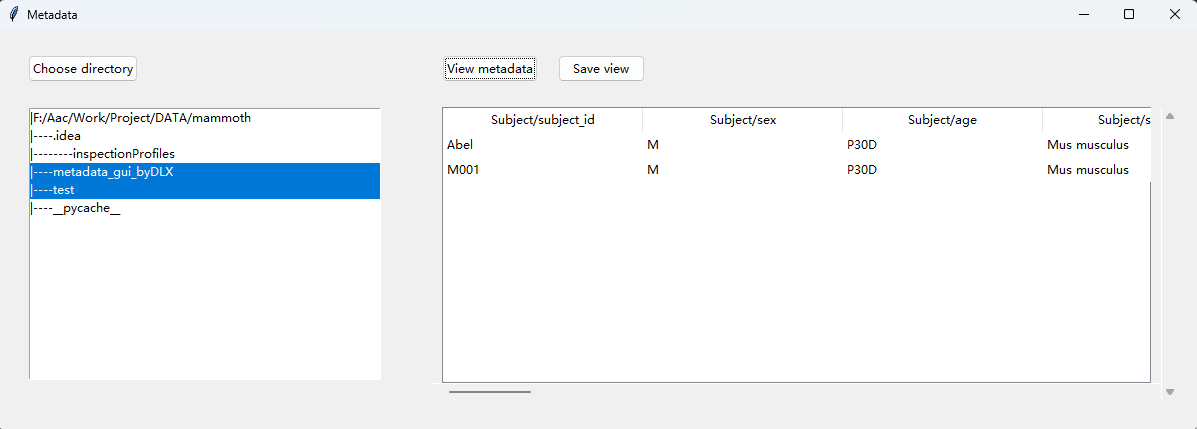 Metadata
Choose directory
View metadata
Save view
|F:/Aac/Work/Project/DATA/mammoth
|----.idea
|--------inspectionProfiles
|----metadata_gui_byDLX
|----test
|----__pycache__
Subject/subject_id Subject/sex Subject/age Subject/s
Abel M P30D Mus musculus
M001 M P30D Mus musculus